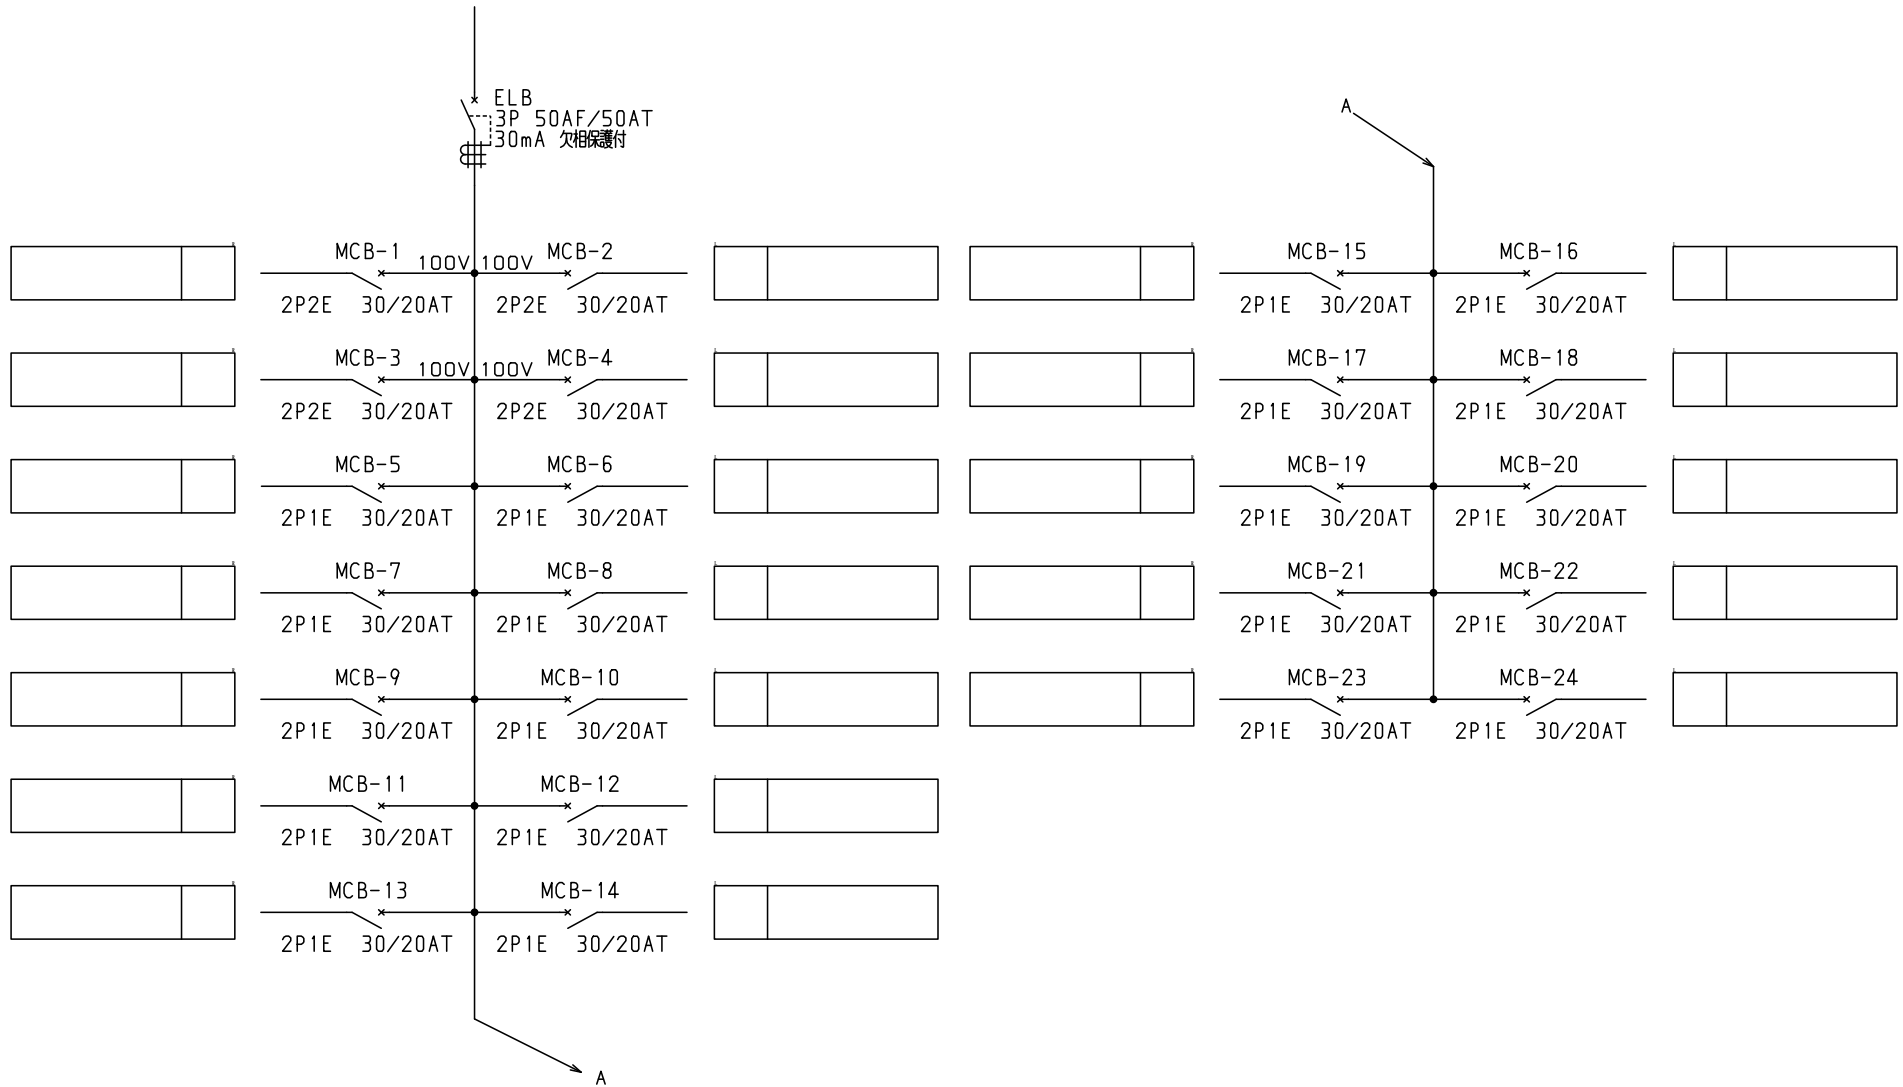 ELB
3P 50AF/50AT
30mA 欠相保護付
A
MCB-1 100V 100V MCB-2
2P2E 30/20AT 2P2E 30/20AT
MCB-3 100V 100V MCB-4
2P2E 30/20AT 2P2E 30/20AT
MCB-5 MCB-6
2P1E 30/20AT 2P1E 30/20AT
MCB-7 MCB-8
2P1E 30/20AT 2P1E 30/20AT
MCB-9 MCB-10
2P1E 30/20AT 2P1E 30/20AT
MCB-11 MCB-12
2P1E 30/20AT 2P1E 30/20AT
MCB-13 MCB-14
2P1E 30/20AT 2P1E 30/20AT
A
MCB-15 MCB-16
2P1E 30/20AT 2P1E 30/20AT
MCB-17 MCB-18
2P1E 30/20AT 2P1E 30/20AT
MCB-19 MCB-20
2P1E 30/20AT 2P1E 30/20AT
MCB-21 MCB-22
2P1E 30/20AT 2P1E 30/20AT
MCB-23 MCB-24
2P1E 30/20AT 2P1E 30/20AT